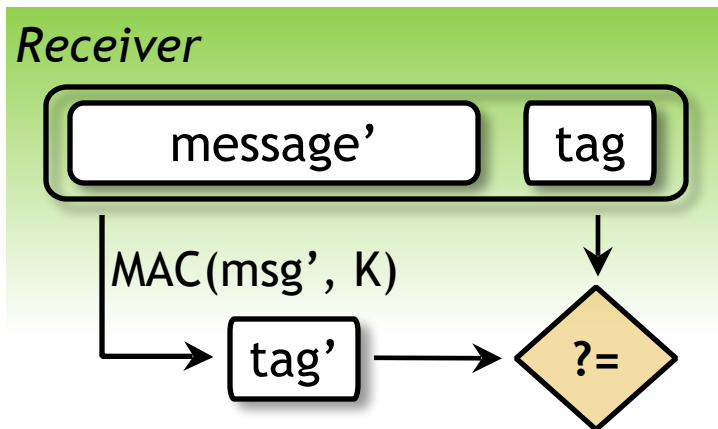 Receiver
message’ tag
MAC(msg’, K)
tag’ ?=